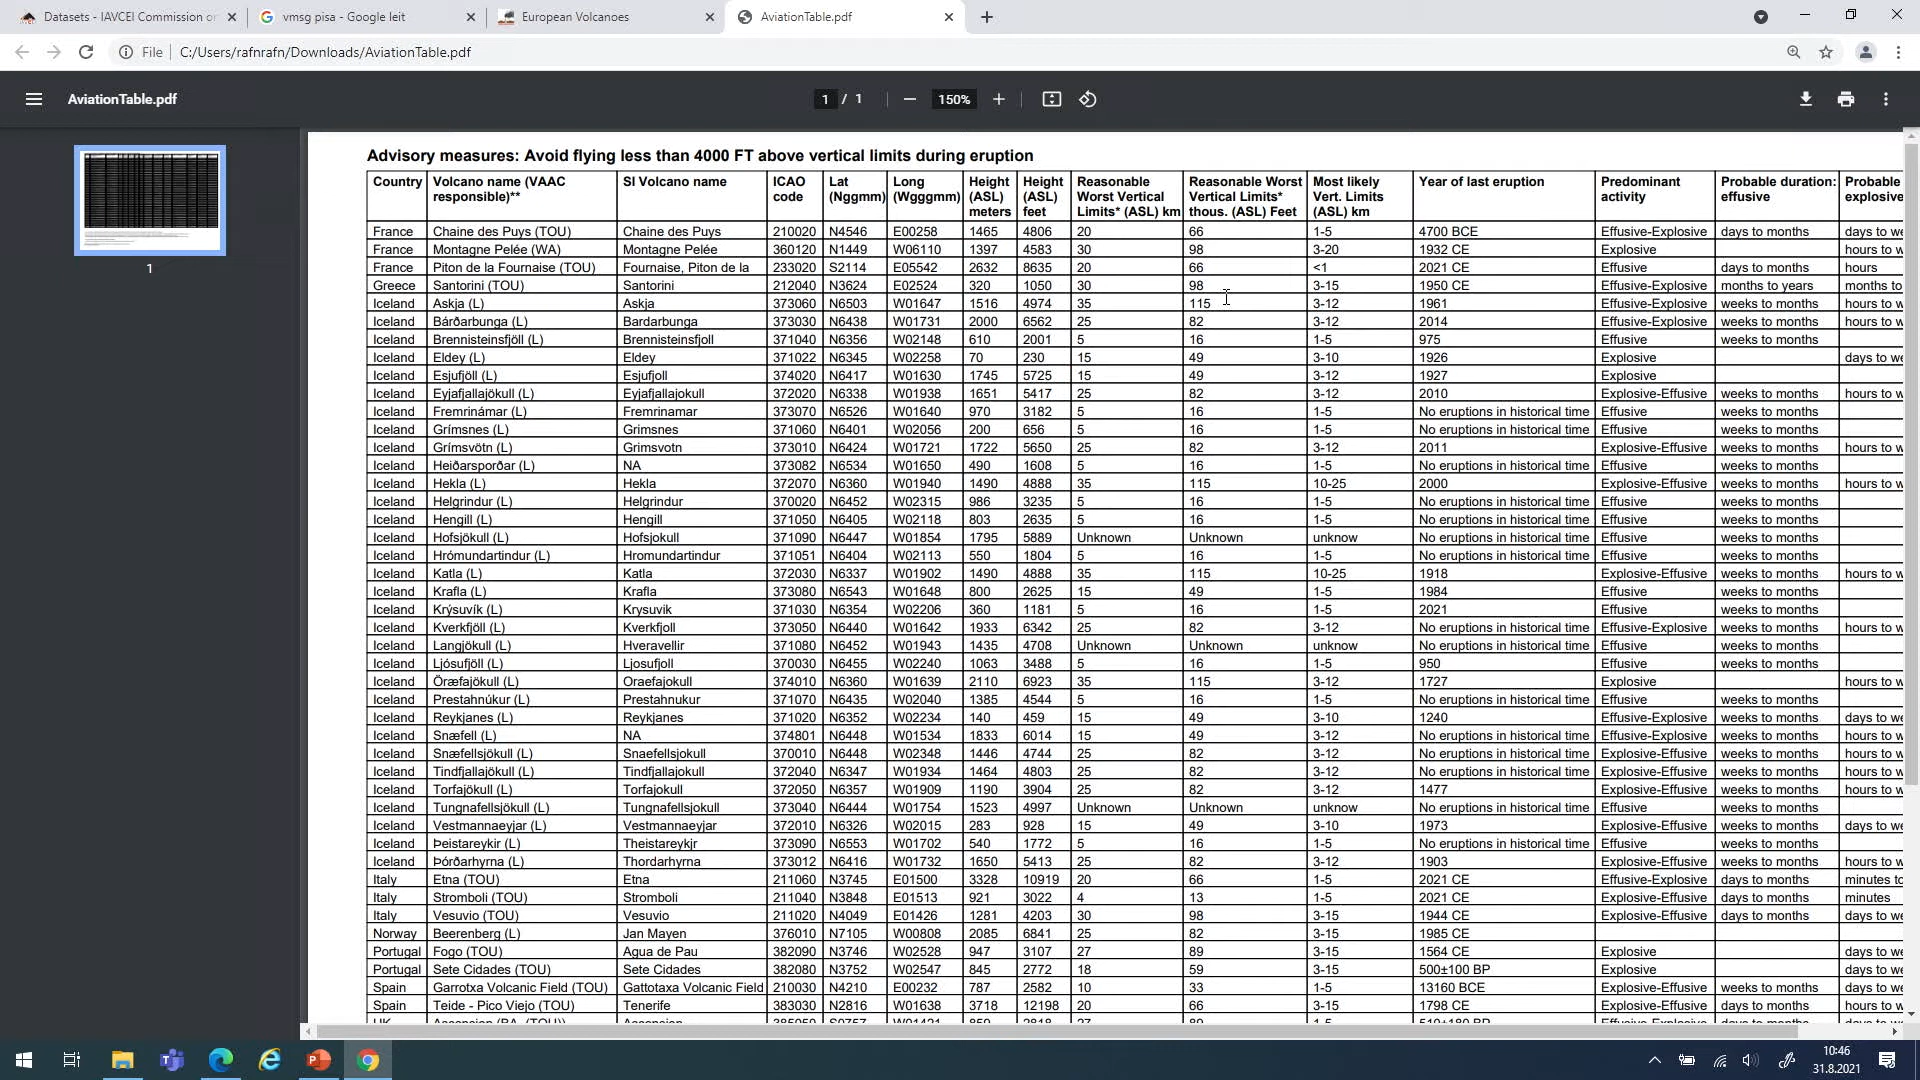 Datasets - IAVCEI Commission or
vmsg pisa - Google leit
European Volcanoes
AviationTable.pdf
File C:/Users/rafnrafn/Downloads/AviationTable.pdf
AviationTable.pdf
1 / 1
150%
1
Advisory measures: Avoid flying less than 4000 FT above vertical limits during eruption
Country Volcano name (VAAC responsible)** SI Volcano name ICAO code Lat (Nggmm) Long (Wgggmm) Height (ASL) meters Height (ASL) feet Reasonable Worst Vertical Limits* (ASL) km Reasonable Worst Vertical Limits* thous. (ASL) Feet Most likely Vert. Limits (ASL) km Year of last eruption Predominant activity Probable duration: effusive Probable explosive
France Chaine des Puys (TOU) Chaine des Puys 210020 N4546 E00258 1465 4806 20 66 1-5 4700 BCE Effusive-Explosive days to months days to we
France Montagne Pelée (WA) Montagne Pelée 360120 N1449 W06110 1397 4583 30 98 3-20 1932 CE Explosive hours to w
France Piton de la Fournaise (TOU) Fournaise, Piton de la 233020 S2114 E05542 2632 8635 20 66 <1 2021 CE Effusive days to months hours
Greece Santorini (TOU) Santorini 212040 N3624 E02524 320 1050 30 98 3-15 1950 CE Effusive-Explosive months to years months to
Iceland Askja (L) Askja 373060 N6503 W01647 1516 4974 35 115 3-12 1961 Effusive-Explosive weeks to months hours to w
Iceland Bárðarbunga (L) Bardarbunga 373030 N6438 W01731 2000 6562 25 82 3-12 2014 Effusive-Explosive weeks to months hours to w
Iceland Brennisteinsfjöll (L) Brennisteinsfjoll 371040 N6356 W02148 610 2001 5 16 1-5 975 Effusive weeks to months
Iceland Eldey (L) Eldey 371022 N6345 W02258 70 230 15 49 3-10 1926 Explosive days to we
Iceland Esjufjöll (L) Esjufjoll 374020 N6417 W01630 1745 5725 15 49 3-12 1927 Explosive
Iceland Eyjafjallajökull (L) Eyjafjallajokull 372020 N6338 W01938 1651 5417 25 82 3-12 2010 Explosive-Effusive weeks to months hours to w
Iceland Fremrinámar (L) Fremrinamar 373070 N6526 W01640 970 3182 5 16 1-5 No eruptions in historical time Effusive weeks to months
Iceland Grímsnes (L) Grimsnes 371060 N6401 W02056 200 656 5 16 1-5 No eruptions in historical time Effusive weeks to months
Iceland Grímsvötn (L) Grimsvotn 373010 N6424 W01721 1722 5650 25 82 3-12 2011 Explosive-Effusive weeks to months hours to w
Iceland Heiðarsporðar (L) NA 373082 N6534 W01650 490 1608 5 16 1-5 No eruptions in historical time Effusive weeks to months
Iceland Hekla (L) Hekla 372070 N6360 W01940 1490 4888 35 115 10-25 2000 Explosive-Effusive weeks to months hours to w
Iceland Helgrindur (L) Helgrindur 370020 N6452 W02315 986 3235 5 16 1-5 No eruptions in historical time Effusive weeks to months
Iceland Hengill (L) Hengill 371050 N6405 W02118 803 2635 5 16 1-5 No eruptions in historical time Effusive weeks to months
Iceland Hofsjökull (L) Hofsjokull 371090 N6447 W01854 1795 5889 Unknown Unknown unknow No eruptions in historical time Effusive weeks to months
Iceland Hrómundartindur (L) Hromundartindur 371051 N6404 W02113 550 1804 5 16 1-5 No eruptions in historical time Effusive weeks to months
Iceland Katla (L) Katla 372030 N6337 W01902 1490 4888 35 115 10-25 1918 Explosive-Effusive weeks to months hours to w
Iceland Krafla (L) Krafla 373080 N6543 W01648 800 2625 15 49 1-5 1984 Effusive weeks to months
Iceland Krýsuvík (L) Krysuvik 371030 N6354 W02206 360 1181 5 16 1-5 2021 Effusive weeks to months
Iceland Kverkfjöll (L) Kverkfjoll 373050 N6440 W01642 1933 6342 25 82 3-12 No eruptions in historical time Effusive-Explosive weeks to months hours to w
Iceland Langjökull (L) Hveravellir 371080 N6452 W01943 1435 4708 Unknown Unknown unknow No eruptions in historical time Effusive weeks to months
Iceland Ljósufjöll (L) Ljosufjoll 370030 N6455 W02240 1063 3488 5 16 1-5 950 Effusive weeks to months
Iceland Öræfajökull (L) Oraefajokull 374010 N6360 W01639 2110 6923 35 115 3-12 1727 Explosive hours to w
Iceland Prestahnúkur (L) Prestahnukur 371070 N6435 W02040 1385 4544 5 16 1-5 No eruptions in historical time Effusive weeks to months
Iceland Reykjanes (L) Reykjanes 371020 N6352 W02234 140 459 15 49 3-10 1240 Effusive-Explosive weeks to months days to we
Iceland Snæfell (L) NA 374801 N6448 W01534 1833 6014 15 49 3-12 No eruptions in historical time Effusive-Explosive weeks to months hours to w
Iceland Snæfellsjökull (L) Snaefellsjokull 370010 N6448 W02348 1446 4744 25 82 3-12 No eruptions in historical time Explosive-Effusive weeks to months hours to w
Iceland Tindfjallajökull (L) Tindfjallajokull 372040 N6347 W01934 1464 4803 25 82 3-12 No eruptions in historical time Explosive-Effusive weeks to months hours to w
Iceland Torfajökull (L) Torfajokull 372050 N6357 W01909 1190 3904 25 82 3-12 1477 Explosive-Effusive weeks to months hours to w
Iceland Tungnafellsjökull (L) Tungnafellsjokull 373040 N6444 W01754 1523 4997 Unknown Unknown unknow No eruptions in historical time Effusive weeks to months
Iceland Vestmannaeyjar (L) Vestmannaeyjar 372010 N6326 W02015 283 928 15 49 3-10 1973 Explosive-Effusive weeks to months days to we
Iceland Þeistareykir (L) Theistareykjr 373090 N6553 W01702 540 1772 5 16 1-5 No eruptions in historical time Effusive weeks to months
Iceland Þórðarhyrna (L) Thordarhyrna 373012 N6416 W01732 1650 5413 25 82 3-12 1903 Explosive-Effusive weeks to months hours to w
Italy Etna (TOU) Etna 211060 N3745 E01500 3328 10919 20 66 1-5 2021 CE Effusive-Explosive days to months minutes to
Italy Stromboli (TOU) Stromboli 211040 N3848 E01513 921 3022 4 13 1-5 2021 CE Effusive-Explosive days to months minutes
Italy Vesuvio (TOU) Vesuvio 211020 N4049 E01426 1281 4203 30 98 3-15 1944 CE Effusive-Explosive days to months days to we
Norway Beerenberg (L) Jan Mayen 376010 N7105 W00808 2085 6841 25 82 3-15 1985 CE
Portugal Fogo (TOU) Agua de Pau 382090 N3746 W02528 947 3107 27 89 3-15 1564 CE Explosive days to we
Portugal Sete Cidades (TOU) Sete Cidades 382080 N3752 W02547 845 2772 18 59 3-15 500±100 BP Explosive days to we
Spain Garrotxa Volcanic Field (TOU) Gattotaxa Volcanic Field 210030 N4210 E00232 787 2582 10 33 1-5 13160 BCE Effusive-Explosive weeks to months days to we
Spain Teide - Pico Viejo (TOU) Tenerife 383030 N2816 W01638 3718 12198 20 66 3-15 1798 CE Effusive-Explosive days to months hours to w
10:46
31.8.2021